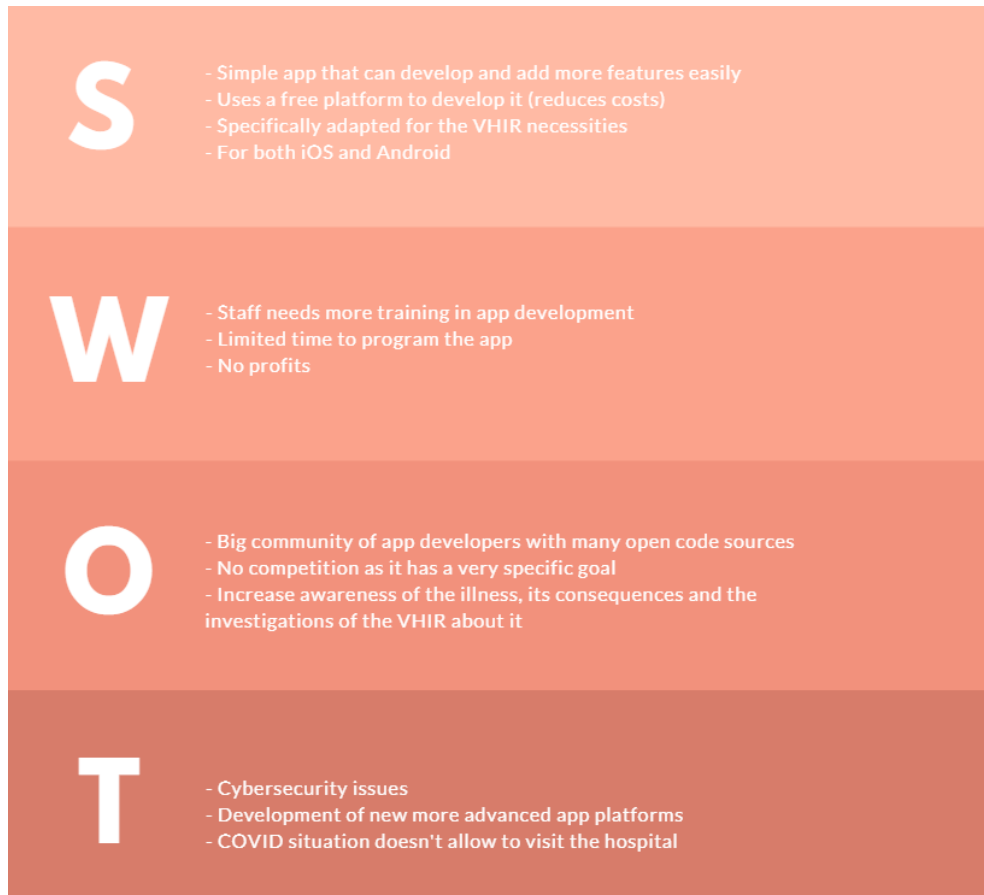 S
- Simple app that can develop and add more features easily
- Uses a free platform to develop it (reduces costs)
- Specifically adapted for the VHIR necessities
- For both iOS and Android
W
- Staff needs more training in app development
- Limited time to program the app
- No profits
O
- Big community of app developers with many open code sources
- No competition as it has a very specific goal
- Increase awareness of the illness, its consequences and the
investigations of the VHIR about it
T
- Cybersecurity issues
- Development of new more advanced app platforms
- COVID situation doesn't allow to visit the hospital